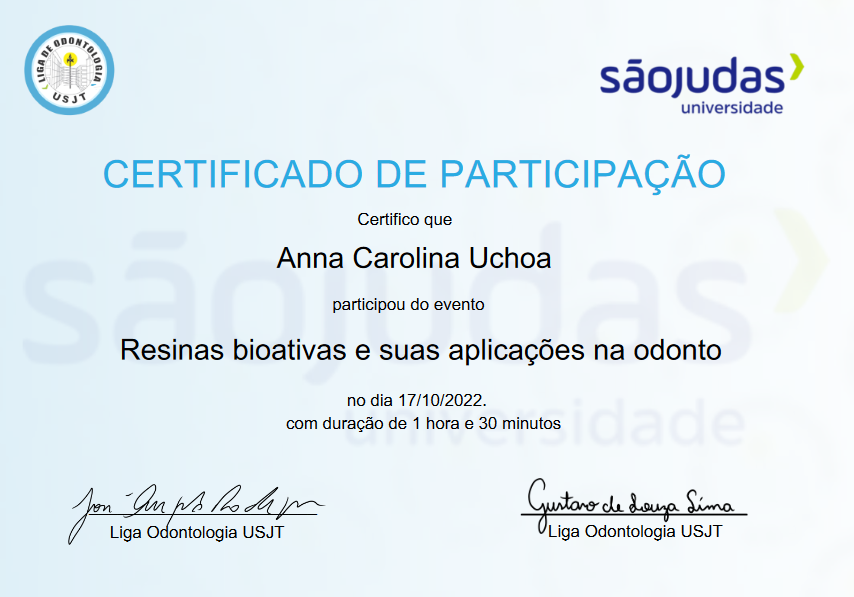 LIGA DE ODONTOLOGIA
USJT
sãojudas
universidade
CERTIFICADO DE PARTICIPAÇÃO
Certifico que
Anna Carolina Uchoa
participou do evento
Resinas bioativas e suas aplicações na odonto
no dia 17/10/2022.
com duração de 1 hora e 30 minutos
sãojudas
universidade
Gustavo de Souza Lima
Liga Odontologia USJT
Liga Odontologia USJT